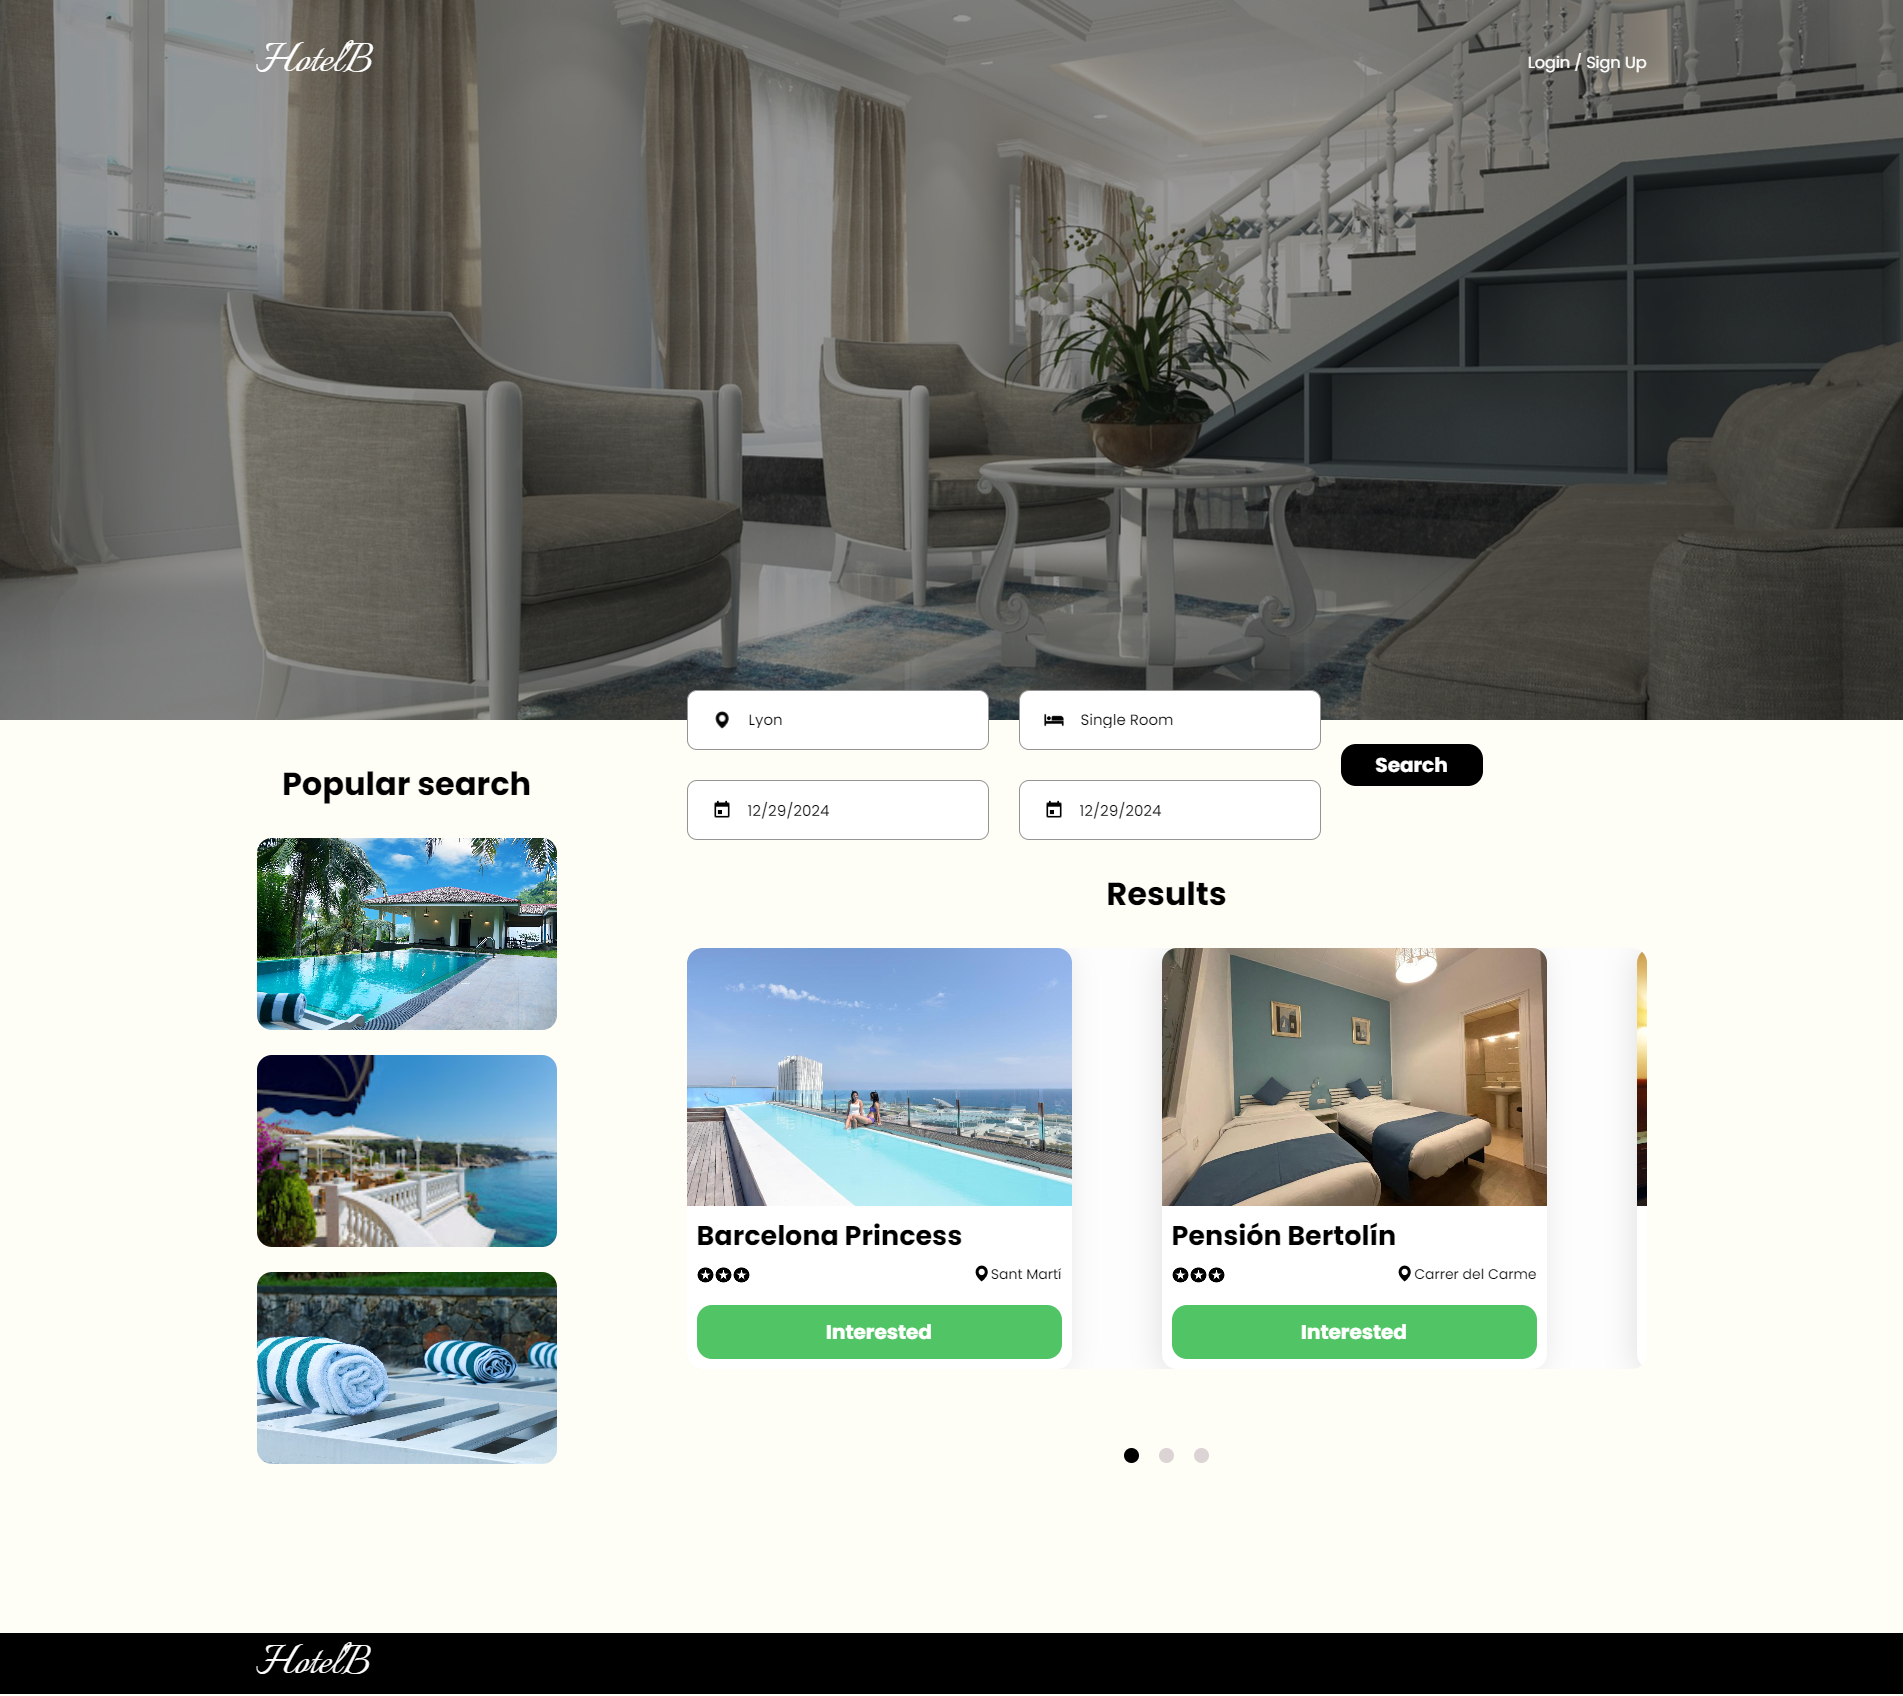 HotelB
Login / Sign Up
Lyon
Single Room
Search
12/29/2024
12/29/2024
Popular search
Results
Barcelona Princess
Sant Martí
Interested
Pensión Bertolín
Carrer del Carme
Interested
HotelB